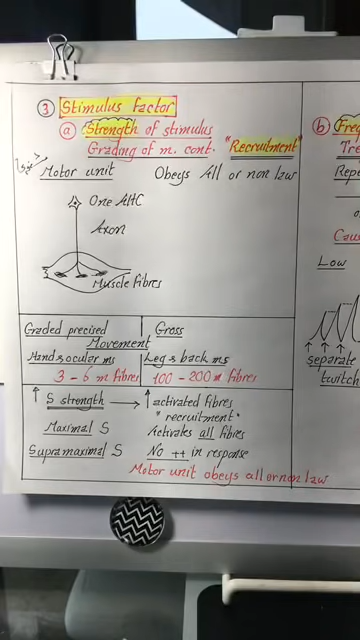 ③ Stimulus factor
ⓐ Strength of stimulus
Grading of m. cont. "Recruitment"
Motor unit Obeys All or non law
One AHC
Axon
Muscle fibres
Graded precised Gross
Movement
Hand & ocular ms Leg & back ms
3 - 6 m fibres 100 - 200 m fibres
↑ S strength → ↑ activated fibres
"recruitment"
Maximal S Activates all fibres
Supramaximal S No ++ in response
Motor unit obeys all or non law
ⓑ Fre
Tre
Repe
Cau
Low
separate
twitch